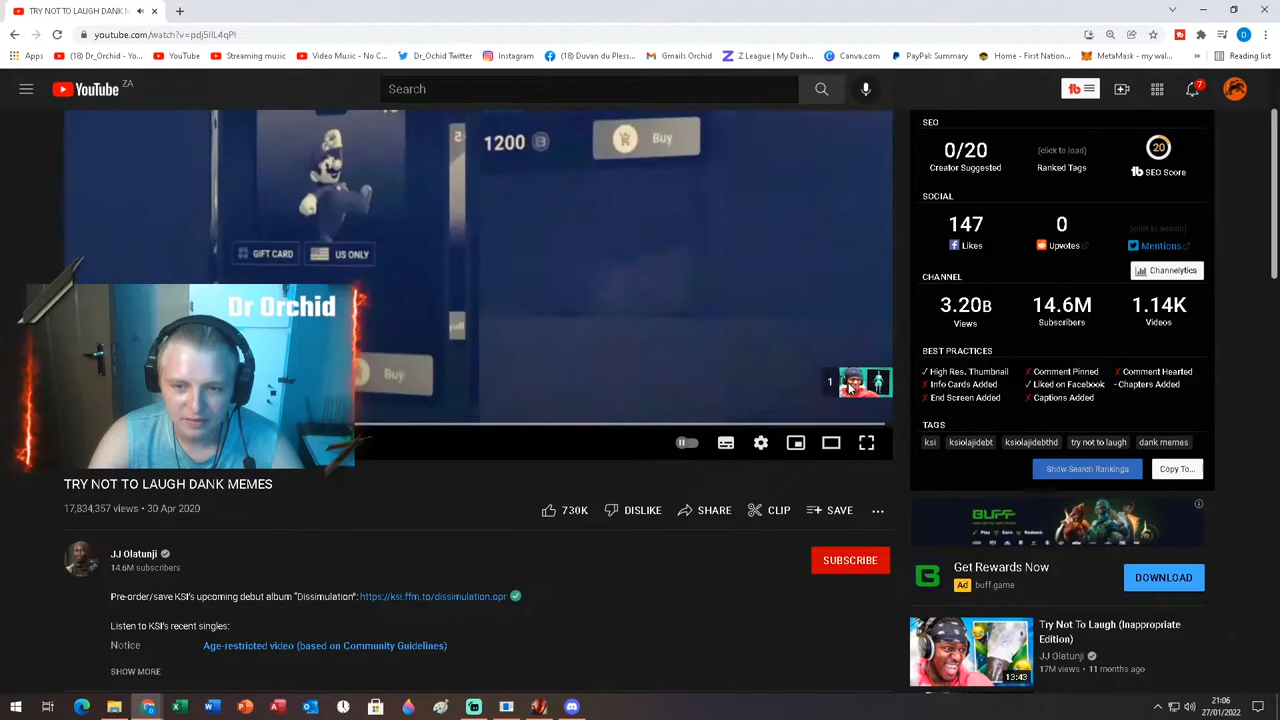 TRY NOT TO LAUGH DANK M
youtube.com/watch?v=pdj5IlL4qPI
Apps
(18) Dr_Orchid - Yo...
YouTube
Streaming music
Video Music - No C...
Dr_Ochid Twitter
Instagram
(18) Duvan du Pless...
Gmails Orchid
Z League | My Dash...
Canva.com
PayPal: Summary
Home - First Nation...
MetaMask - my wal...
»
Reading list
YouTube ZA
Search
7
1200
Buy
GIFT CARD
US ONLY
Buy
1
Dr Orchid
SEO
0/20
Creator Suggested
(click to load)
Ranked Tags
20
tb SEO Score
SOCIAL
147
Likes
0
Upvotes
(click to search)
Mentions
CHANNEL
Channelytics
3.20B
Views
14.6M
Subscribers
1.14K
Videos
BEST PRACTICES
✓ High Res. Thumbnail
✗ Comment Pinned
✗ Comment Hearted
✗ Info Cards Added
✓ Liked on Facebook
- Chapters Added
✗ End Screen Added
✗ Captions Added
TAGS
ksi
ksiolajidebt
ksiolajidebthd
try not to laugh
dank memes
Show Search Rankings
Copy To...
TRY NOT TO LAUGH DANK MEMES
17,834,357 views • 30 Apr 2020
730K
DISLIKE
SHARE
CLIP
SAVE
JJ Olatunji
14.6M subscribers
SUBSCRIBE
Pre-order/save KSI's upcoming debut album "Dissimulation": https://ksi.ffm.to/dissimulation.opr
Listen to KSI's recent singles:
Notice
Age-restricted video (based on Community Guidelines)
SHOW MORE
BUFF
Get Rewards Now
Ad buff.game
DOWNLOAD
Try Not To Laugh (Inappropriate
Edition)
JJ Olatunji
17M views • 11 months ago
13:43
21:06
27/01/2022